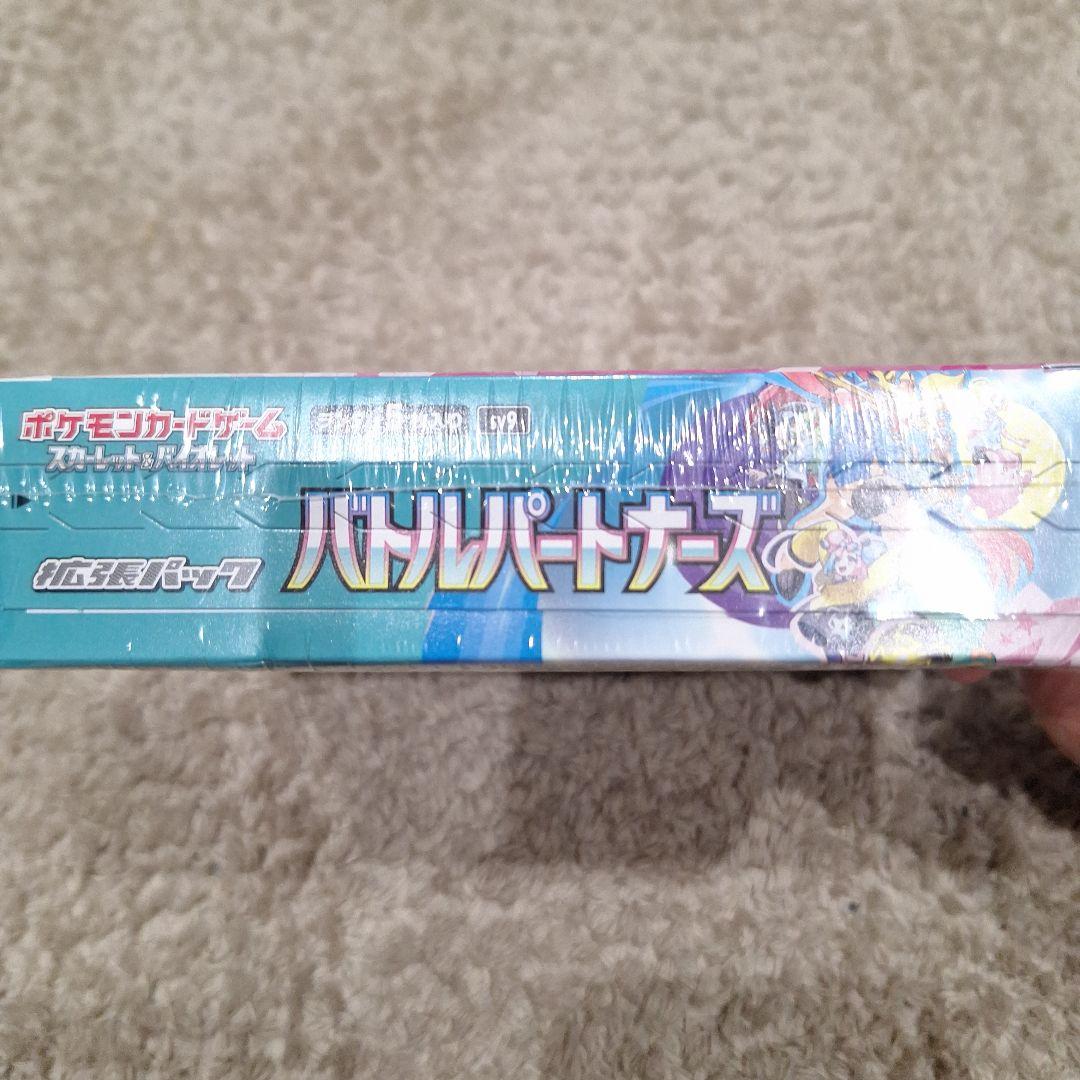 ポケモンカードゲーム
スカーレット&バイオレット
sv9
拡張パック
バトルパートナーズ